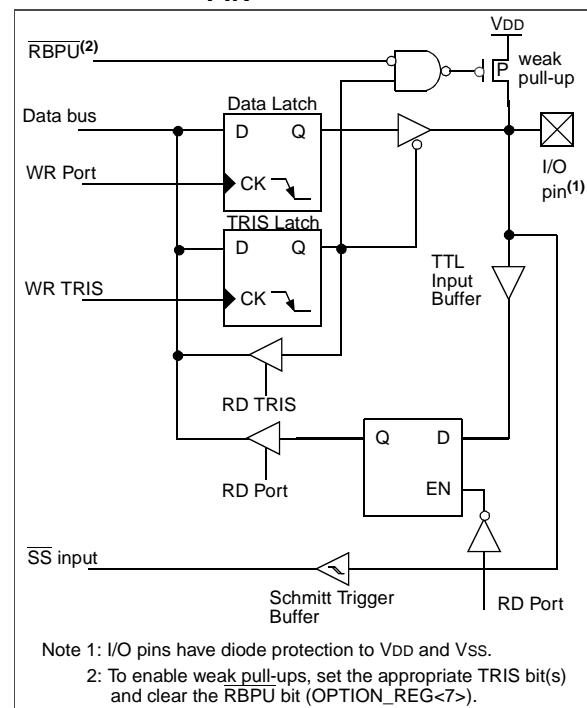 VDD
RBPU(2)
P
weak
pull-up
Data Latch
Data bus
D Q
I/O
pin(1)
WR Port
CK
TRIS Latch
D Q
TTL
Input
Buffer
WR TRIS
CK
RD TRIS
Q D
RD Port
EN
SS input
Schmitt Trigger
Buffer
RD Port
Note 1: I/O pins have diode protection to VDD and VSS.
2: To enable weak pull-ups, set the appropriate TRIS bit(s)
and clear the RBPU bit (OPTION_REG<7>).